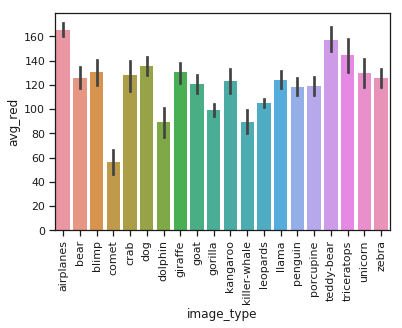 160
140
120
100
80
60
40
20
0
avg_red
airplanes
bear
blimp
comet
crab
dog
dolphin
giraffe
goat
gorilla
kangaroo
killer-whale
leopards
llama
penguin
porcupine
teddy-bear
triceratops
unicorn
zebra
image_type